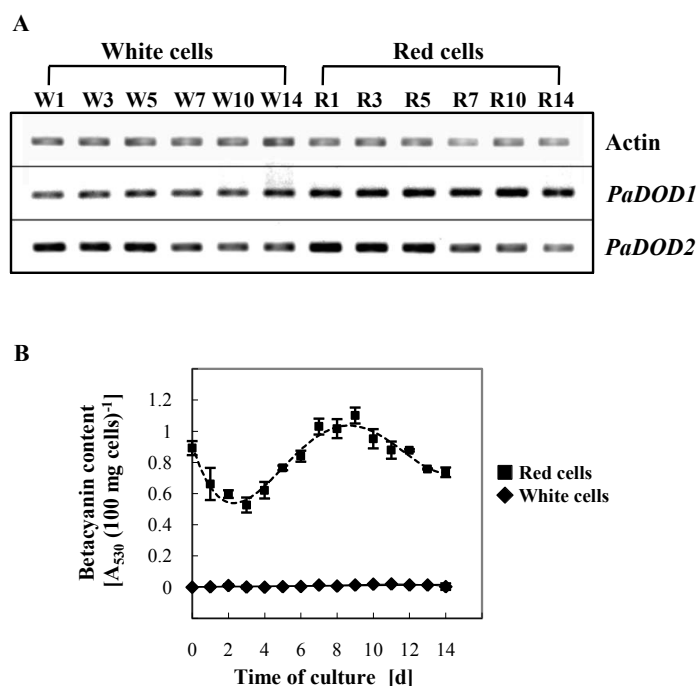 A
White cells Red cells
W1 W3 W5 W7 W10 W14 R1 R3 R5 R7 R10 R14
Actin
PaDOD1
PaDOD2
B
Betacyanin content
[A530 (100 mg cells)-1]
1.2
1
0.8
0.6
0.4
0.2
0
Red cells
White cells
0 2 4 6 8 10 12 14
Time of culture [d]